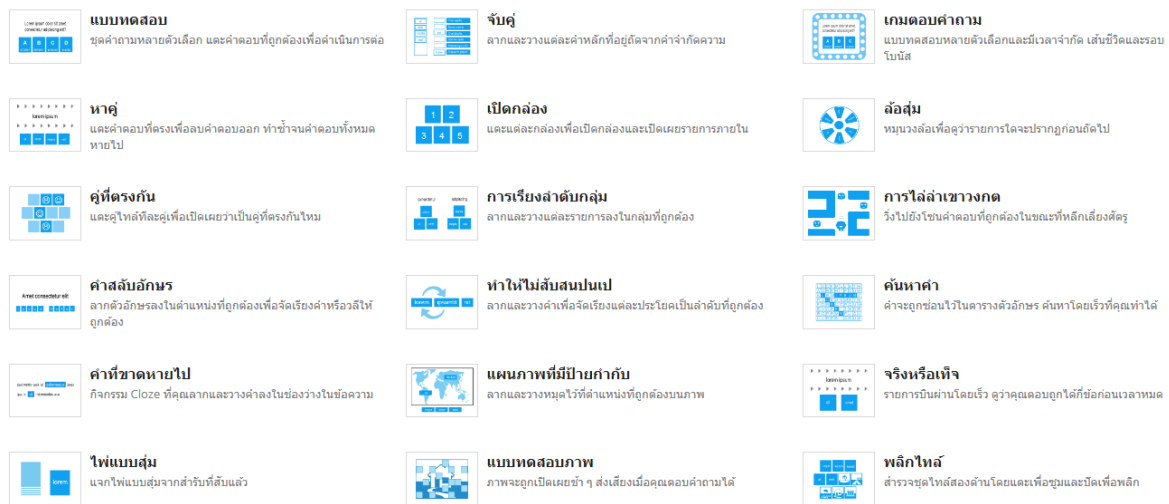 แบบทดสอบ
ชุดคำถามหลายตัวเลือก แตะคำตอบที่ถูกต้องเพื่อดำเนินการต่อ
จับคู่
ลากและวางแต่ละคำหลักที่อยู่ถัดจากคำจำกัดความ
เกมตอบคำถาม
แบบทดสอบหลายตัวเลือกและมีเวลาจำกัด เส้นชีวิตและรอบ
โบนัส
หาคู่
แตะคำตอบที่ตรงเพื่อลบคำตอบออก ทำซ้ำจนคำตอบทั้งหมด
หายไป
เปิดกล่อง
แตะแต่ละกล่องเพื่อเปิดกล่องและเปิดเผยรายการภายใน
ล้อสุ่ม
หมุนวงล้อเพื่อดูว่ารายการใดจะปรากฏก่อนถัดไป
คู่ที่ตรงกัน
แตะคู่ไทล์ทีละคู่เพื่อเปิดเผยว่าเป็นคู่ที่ตรงกันไหม
การเรียงลำดับกลุ่ม
ลากและวางแต่ละรายการลงในกลุ่มที่ถูกต้อง
การไล่ล่าเขาวงกต
วิ่งไปยังโซนคำตอบที่ถูกต้องในขณะที่หลีกเลี่ยงศัตรู
คำสลับอักษร
ลากตัวอักษรลงในตำแหน่งที่ถูกต้องเพื่อจัดเรียงคำหรือวลีให้
ถูกต้อง
ทำให้ไม่สับสนปนเป
ลากและวางคำเพื่อจัดเรียงแต่ละประโยคเป็นลำดับที่ถูกต้อง
ค้นหาคำ
คำจะถูกซ่อนไว้ในตารางตัวอักษร ค้นหาโดยเร็วที่คุณทำได้
คำที่ขาดหายไป
กิจกรรม Cloze ที่คุณลากและวางคำลงในช่องว่างในข้อความ
แผนภาพที่มีป้ายกำกับ
ลากและวางหมุดไว้ที่ตำแหน่งที่ถูกต้องบนภาพ
จริงหรือเท็จ
รายการบินผ่านโดยเร็ว ดูว่าคุณตอบถูกได้กี่ข้อก่อนเวลาหมด
ไพ่แบบสุ่ม
แจกไพ่แบบสุ่มจากสำรับที่สับแล้ว
แบบทดสอบภาพ
ภาพจะถูกเปิดเผยช้า ๆ ส่งเสียงเมื่อคุณตอบคำถามได้
พลิกไทล์
สำรวจชุดไทล์สองด้านโดยแตะเพื่อซูมและปัดเพื่อพลิก